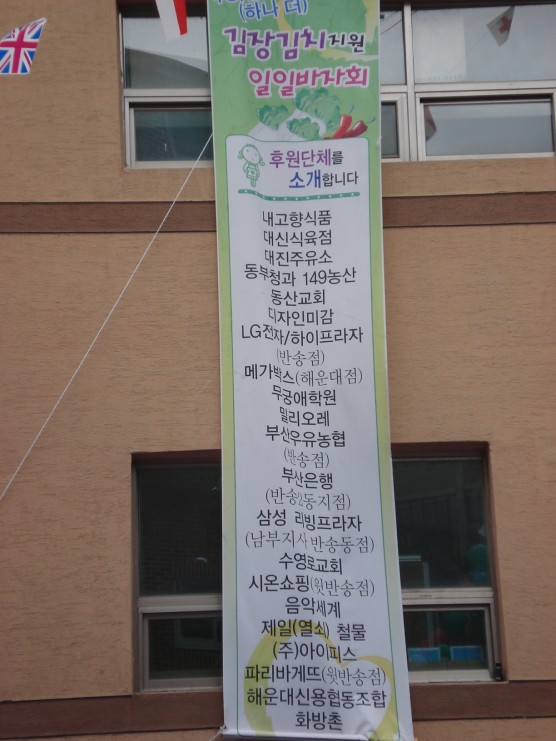 (하나 더)
김장김치지원
일일바자회
후원단체를
소개합니다
내고향식품
대신식육점
대진주유소
동부청과 149농산
동산교회
디자인미감
LG전자/하이프라자
(반송점)
메가박스(해운대점)
무궁애학원
밀리오레
부산우유농협
(반송점)
부산은행
(반송2동지점)
삼성 리빙프라자
(남부지사반송동점)
수영로교회
시온쇼핑(윗반송점)
음악세계
제일(열쇠) 철물
(주)아이피스
파리바게뜨(윗반송점)
해운대신용협동조합
화방촌